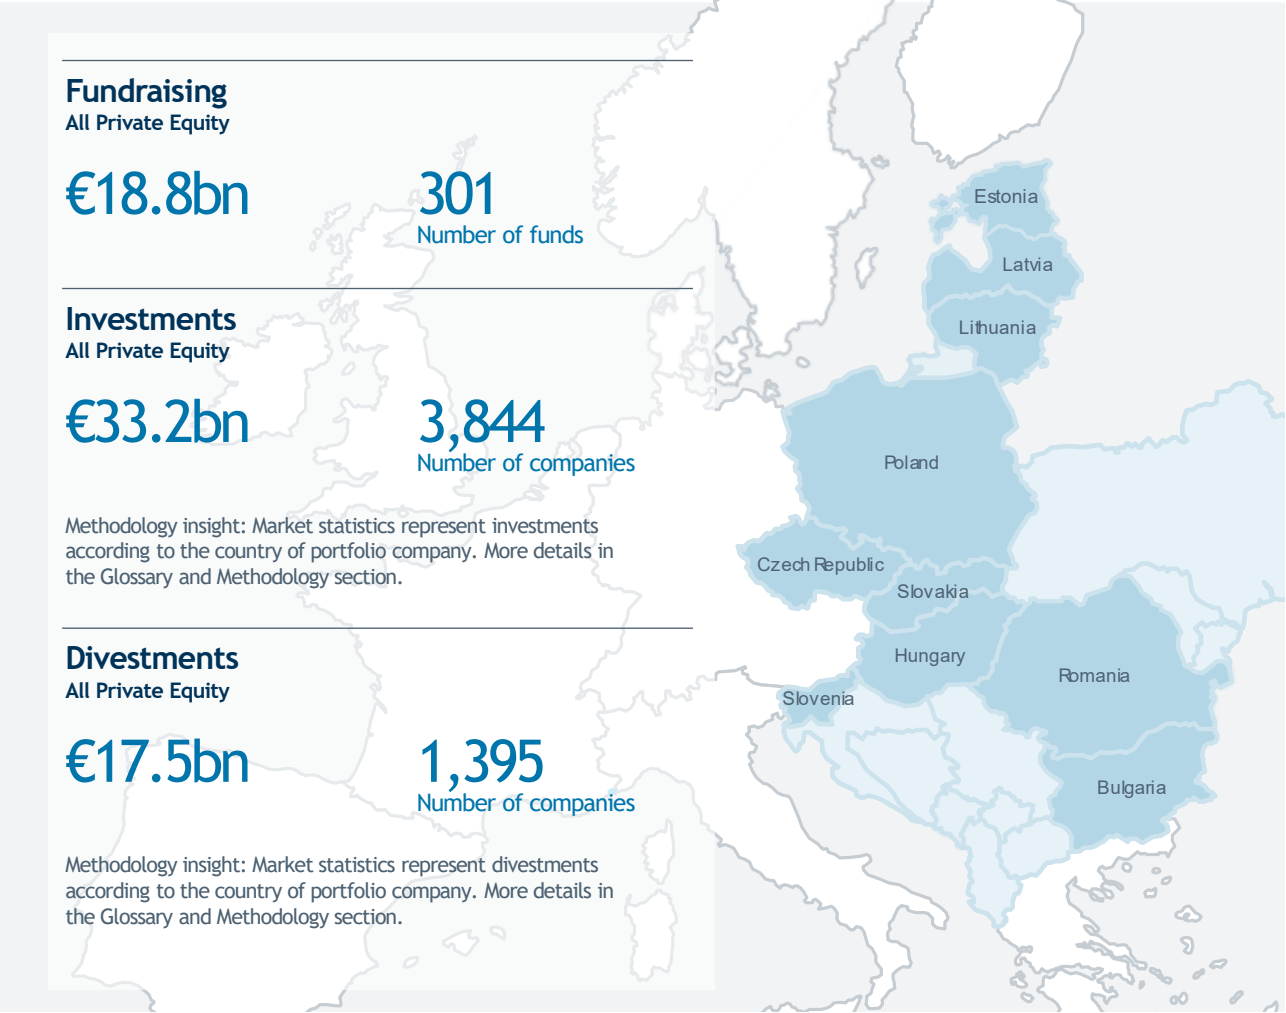 Fundraising
All Private Equity
€18.8bn
301
Number of funds
Investments
All Private Equity
€33.2bn
3,844
Number of companies
Methodology insight: Market statistics represent investments
according to the country of portfolio company. More details in
the Glossary and Methodology section.
Divestments
All Private Equity
€17.5bn
1,395
Number of companies
Methodology insight: Market statistics represent divestments
according to the country of portfolio company. More details in
the Glossary and Methodology section.
Estonia
Latvia
Lithuania
Poland
Czech Republic
Slovakia
Hungary
Slovenia
Romania
Bulgaria